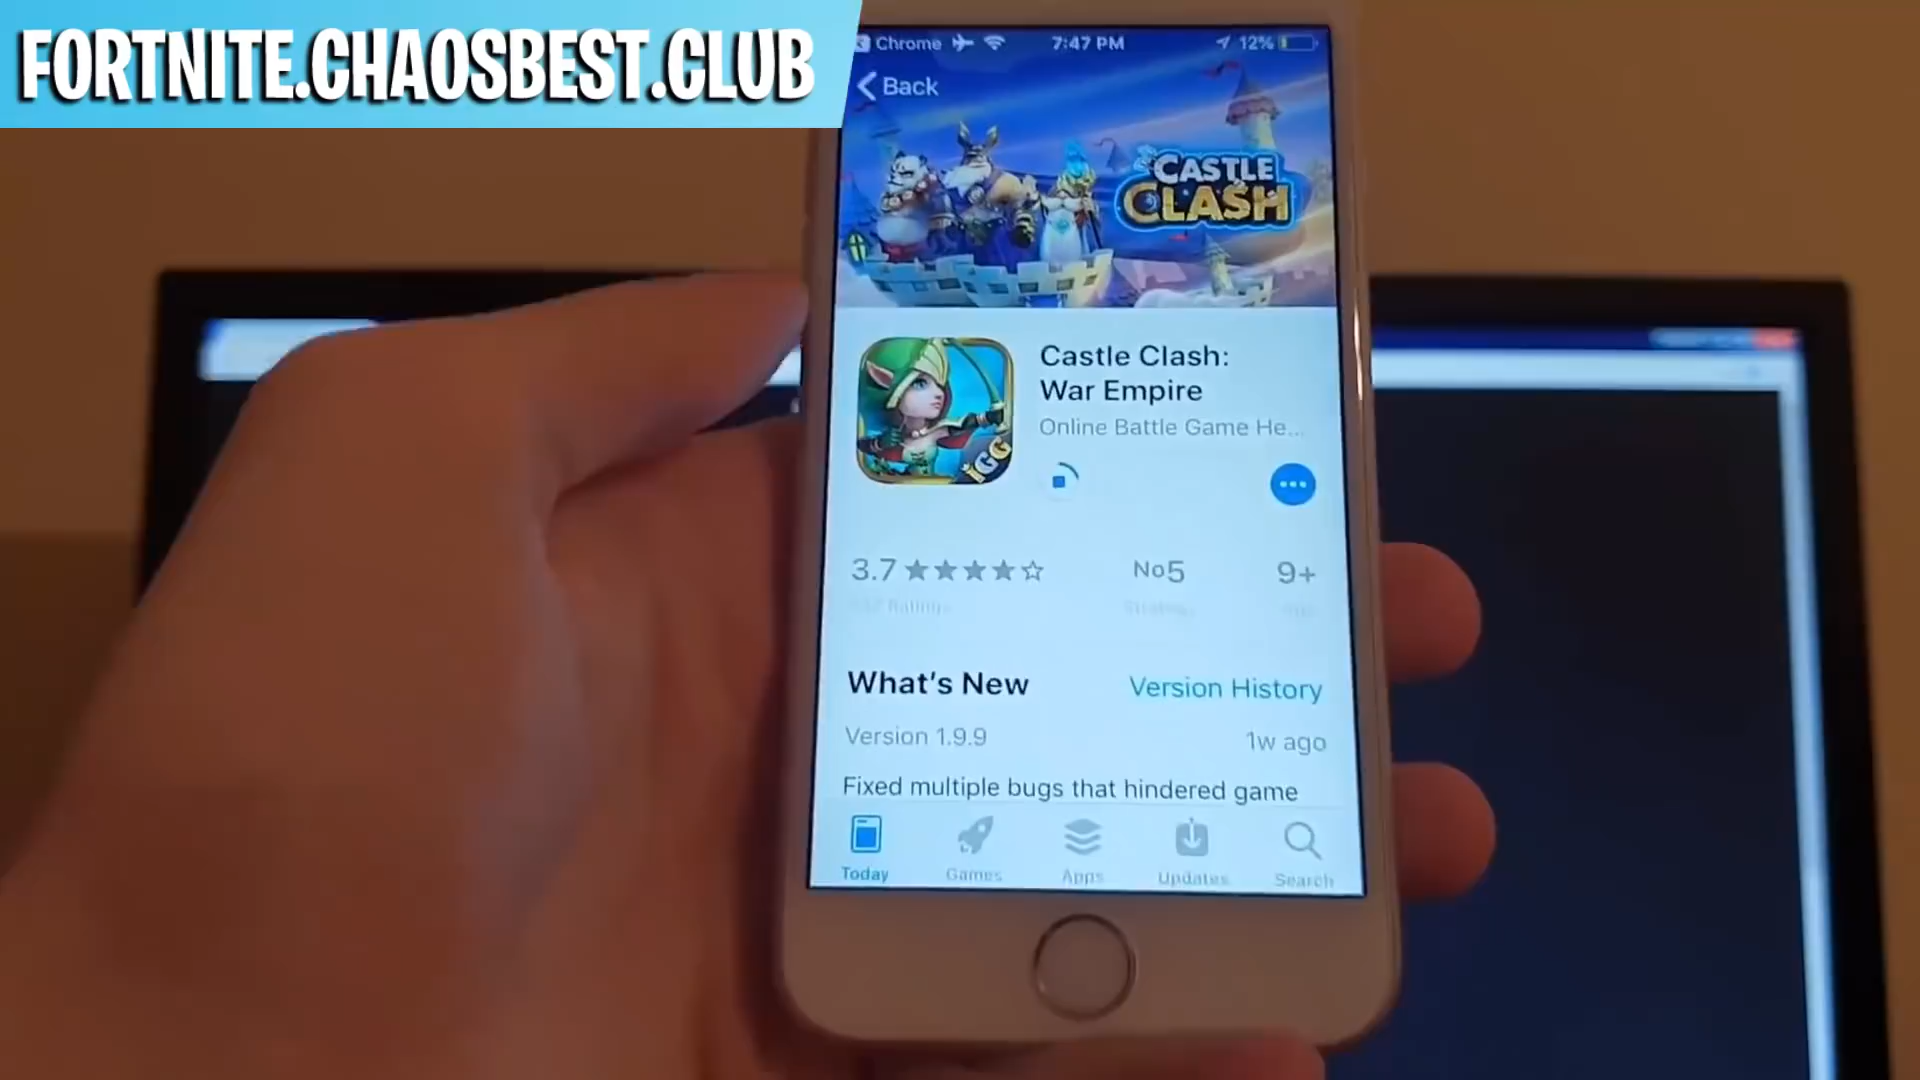 FORTNITE.CHAOSBEST.CLUB
Chrome 7:47 PM 12%
Back
CASTLE
CLASH
Castle Clash:
War Empire
Online Battle Game He...
IGG
3.7 No5 9+
Ratings
What's New Version History
Version 1.9.9 1w ago
Fixed multiple bugs that hindered game
Today Games Apps Updates Search